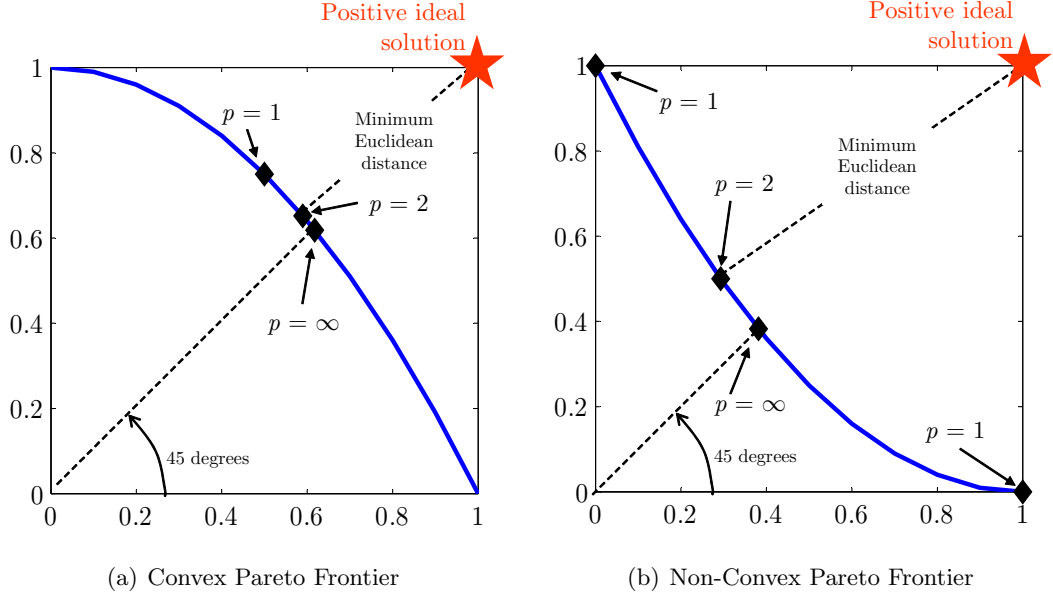 Positive ideal
solution
1
0.8
0.6
0.4
0.2
0
0
0.2
0.4
0.6
0.8
1
p = 1
Minimum
Euclidean
distance
p = 2
p = ∞
45 degrees
(a) Convex Pareto Frontier
Positive ideal
solution
1
0.8
0.6
0.4
0.2
0
0
0.2
0.4
0.6
0.8
1
p = 1
Minimum
Euclidean
distance
p = 2
p = ∞
p = 1
45 degrees
(b) Non-Convex Pareto Frontier